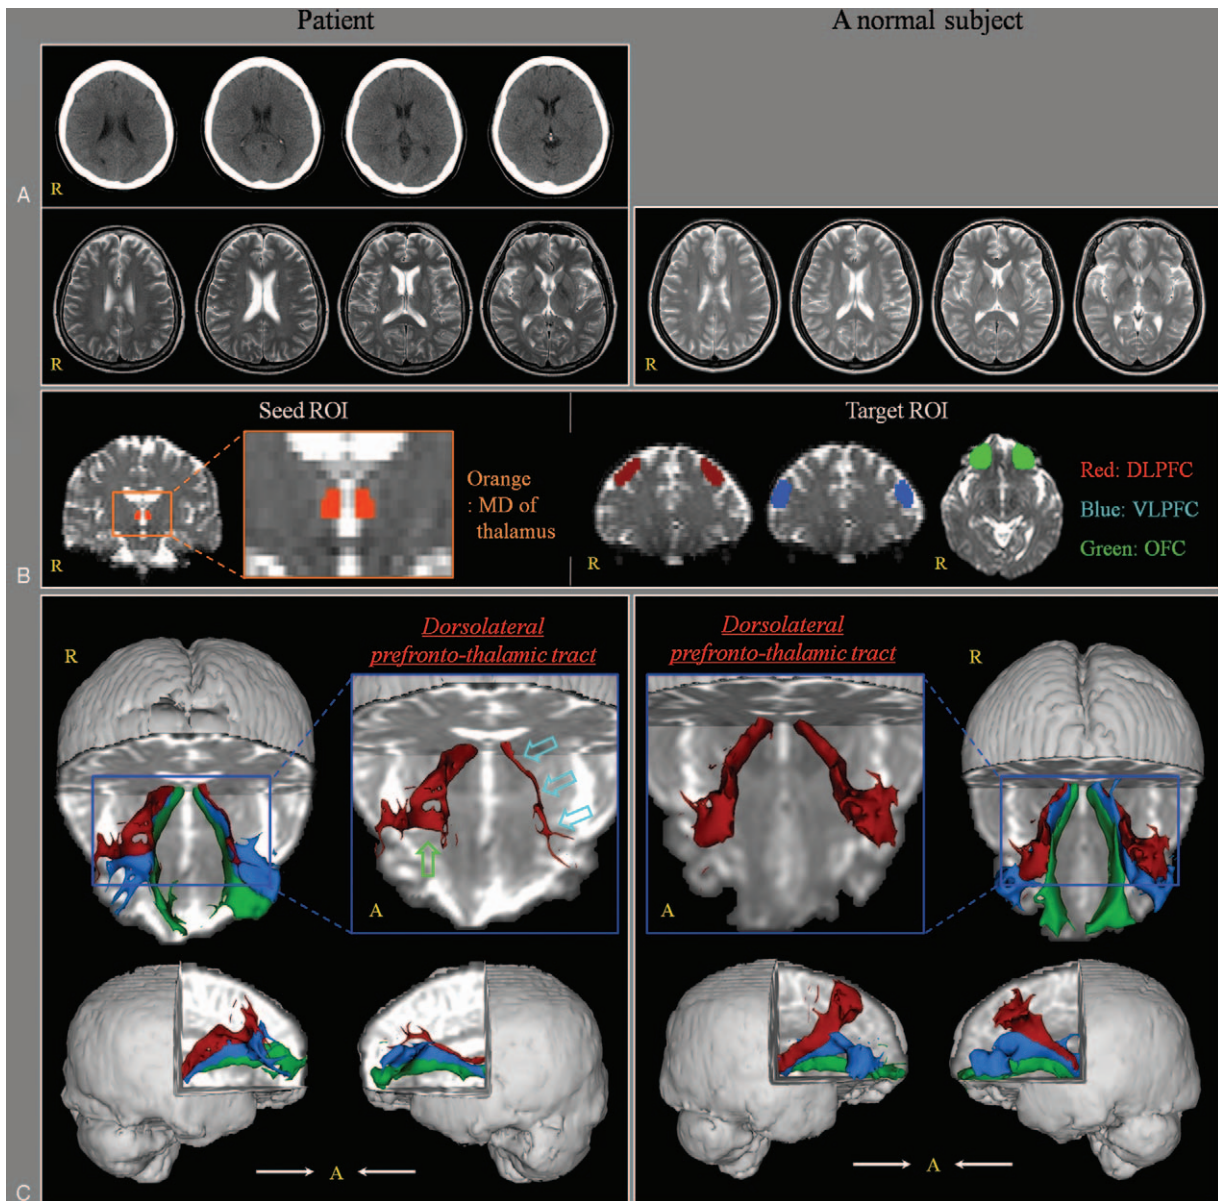 Patient
A normal subject
A
R
R
R
Seed ROI
Target ROI
Orange
: MD of
thalamus
Red: DLPFC
Blue: VLPFC
Green: OFC
R
R
R
B
Dorsolateral
prefronto-thalamic tract
R
A
Dorsolateral
prefronto-thalamic tract
R
A
A
A
C